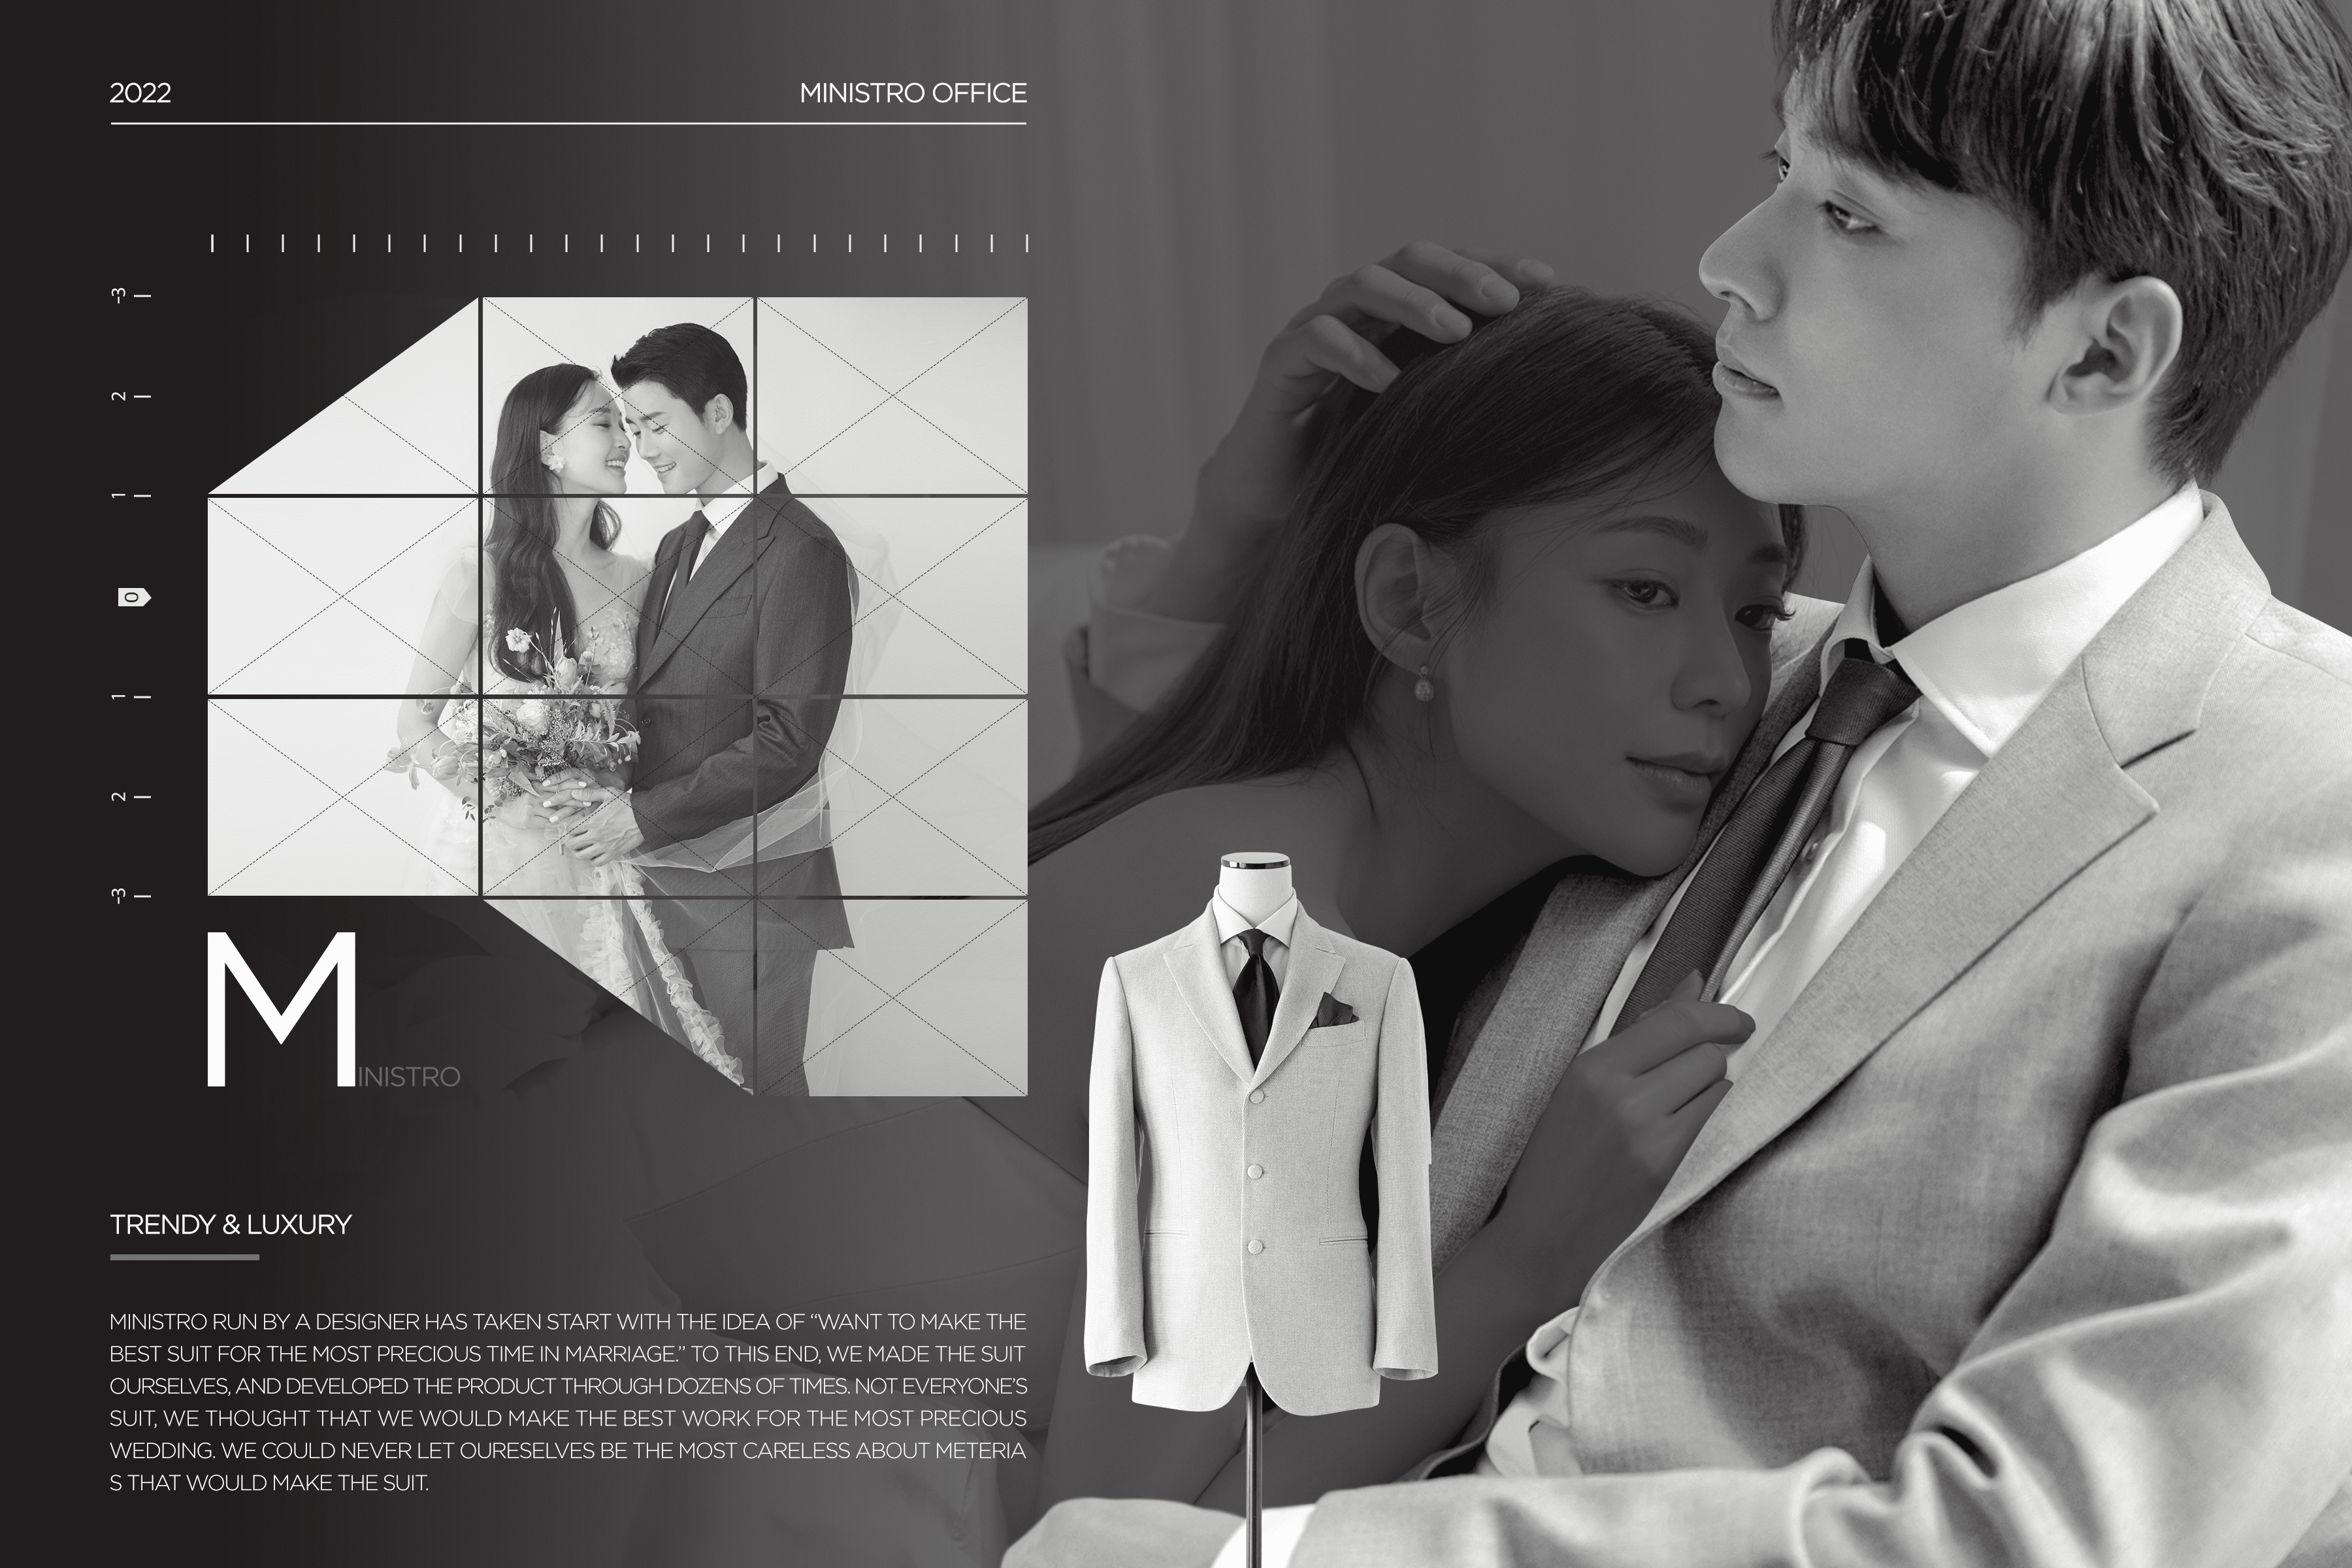 2022
MINISTRO OFFICE
-3
2
1
0
1
2
-3
MINISTRO
TRENDY & LUXURY
MINISTRO RUN BY A DESIGNER HAS TAKEN START WITH THE IDEA OF “WANT TO MAKE THE
BEST SUIT FOR THE MOST PRECIOUS TIME IN MARRIAGE.” TO THIS END, WE MADE THE SUIT
OURSELVES, AND DEVELOPED THE PRODUCT THROUGH DOZENS OF TIMES. NOT EVERYONE’S
SUIT, WE THOUGHT THAT WE WOULD MAKE THE BEST WORK FOR THE MOST PRECIOUS
WEDDING. WE COULD NEVER LET OURESELVES BE THE MOST CARELESS ABOUT METERIA
S THAT WOULD MAKE THE SUIT.